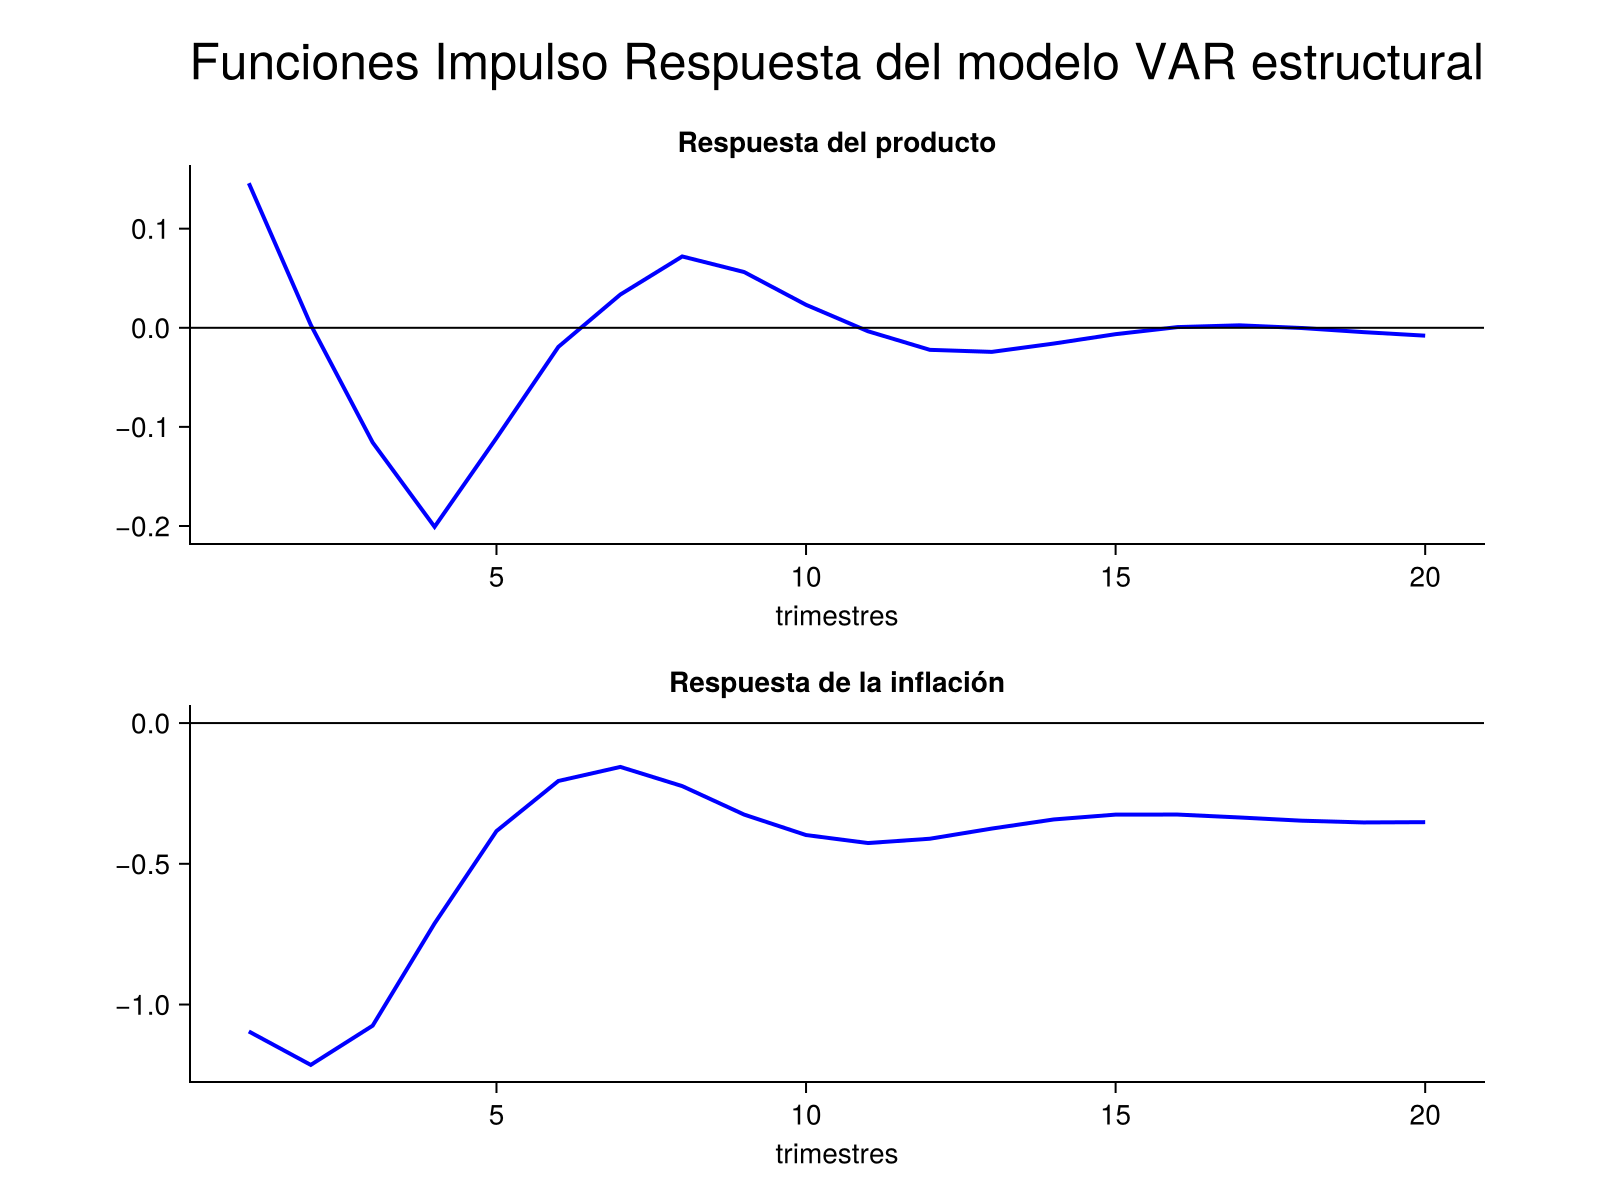 Funciones Impulso Respuesta del modelo VAR estructural
Respuesta del producto
0.1
0.0
−0.1
−0.2
5 10 15 20
trimestres
Respuesta de la inflación
0.0
−0.5
−1.0
5 10 15 20
trimestres